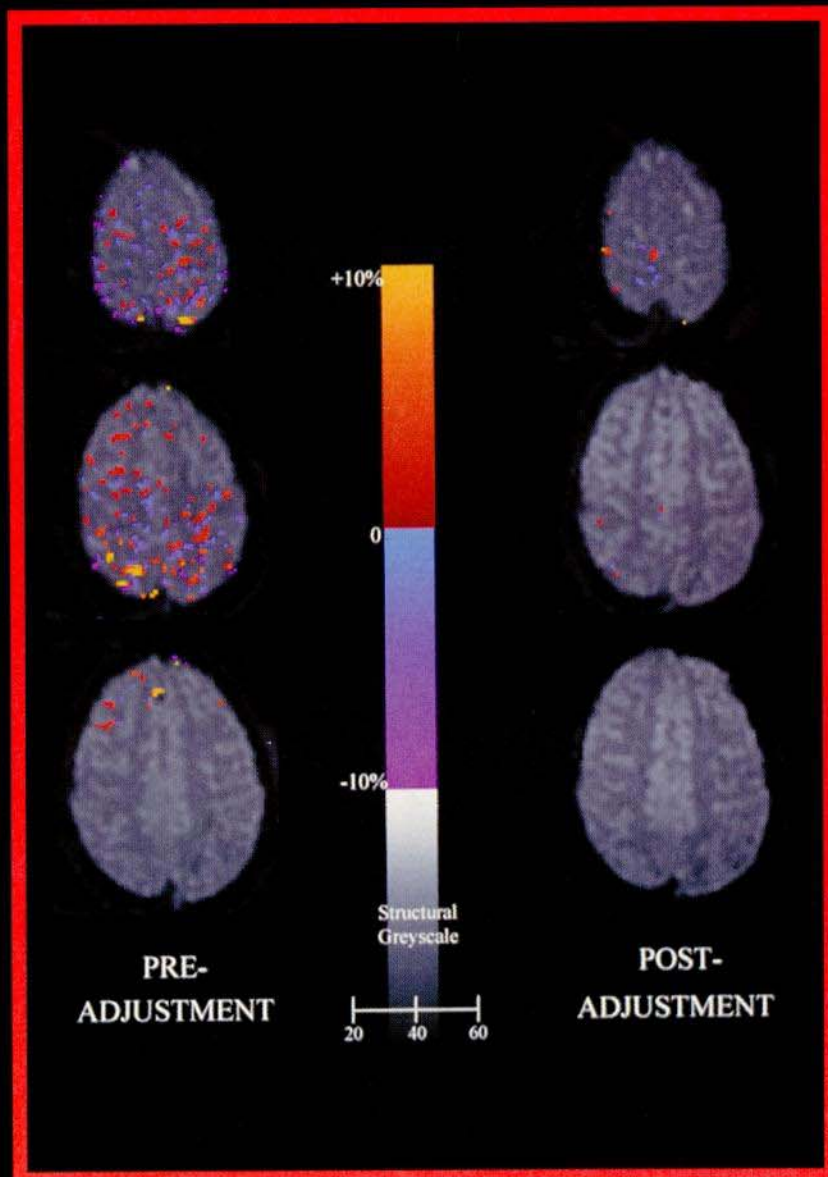 +10%
0
-10%
Structural
Greyscale
PRE-
ADJUSTMENT
20 40 60
POST-
ADJUSTMENT